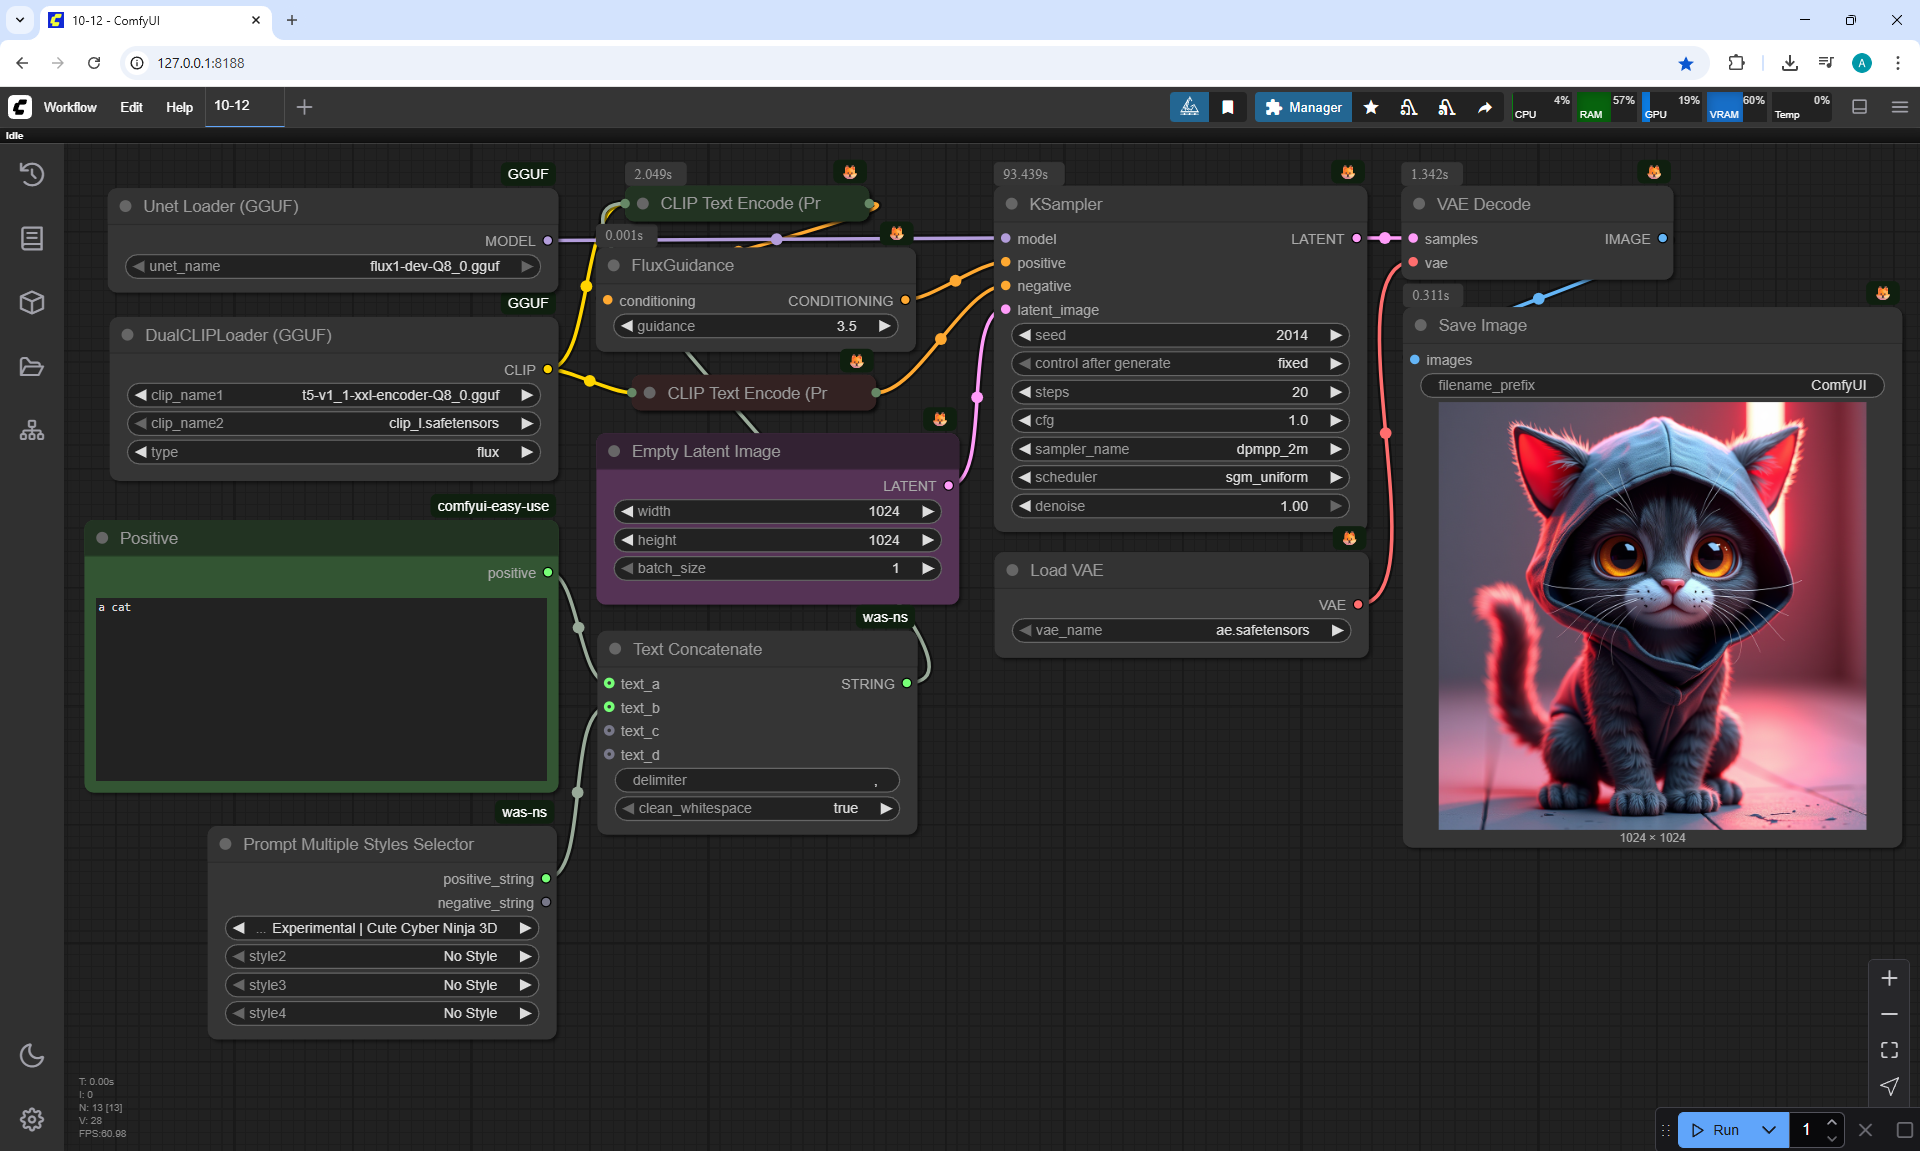 10-12 - ComfyUI
127.0.0.1:8188
Workflow Edit Help 10-12
Manager
CPU 4%
RAM 57%
GPU 19%
VRAM 60%
Temp 0%
Idle
GGUF
Unet Loader (GGUF)
MODEL
unet_name flux1-dev-Q8_0.gguf
GGUF
DualCLIPLoader (GGUF)
CLIP
clip_name1 t5-v1_1-xxl-encoder-Q8_0.gguf
clip_name2 clip_l.safetensors
type flux
comfyui-easy-use
Positive
positive
a cat
was-ns
Prompt Multiple Styles Selector
positive_string
negative_string
... Experimental | Cute Cyber Ninja 3D
style2 No Style
style3 No Style
style4 No Style
2.049s
CLIP Text Encode (Pr
0.001s
FluxGuidance
conditioning CONDITIONING
guidance 3.5
CLIP Text Encode (Pr
Empty Latent Image
LATENT
width 1024
height 1024
batch_size 1
was-ns
Text Concatenate
text_a STRING
text_b
text_c
text_d
delimiter ,
clean_whitespace true
93.439s
KSampler
model LATENT
positive
negative
latent_image
seed 2014
control after generate fixed
steps 20
cfg 1.0
sampler_name dpmpp_2m
scheduler sgm_uniform
denoise 1.00
Load VAE
VAE
vae_name ae.safetensors
1.342s
VAE Decode
samples IMAGE
vae
0.311s
Save Image
images
filename_prefix ComfyUI
1024 × 1024
T: 0.00s
I: 0
N: 13 [13]
V: 28
FPS:60.98
Run 1
A